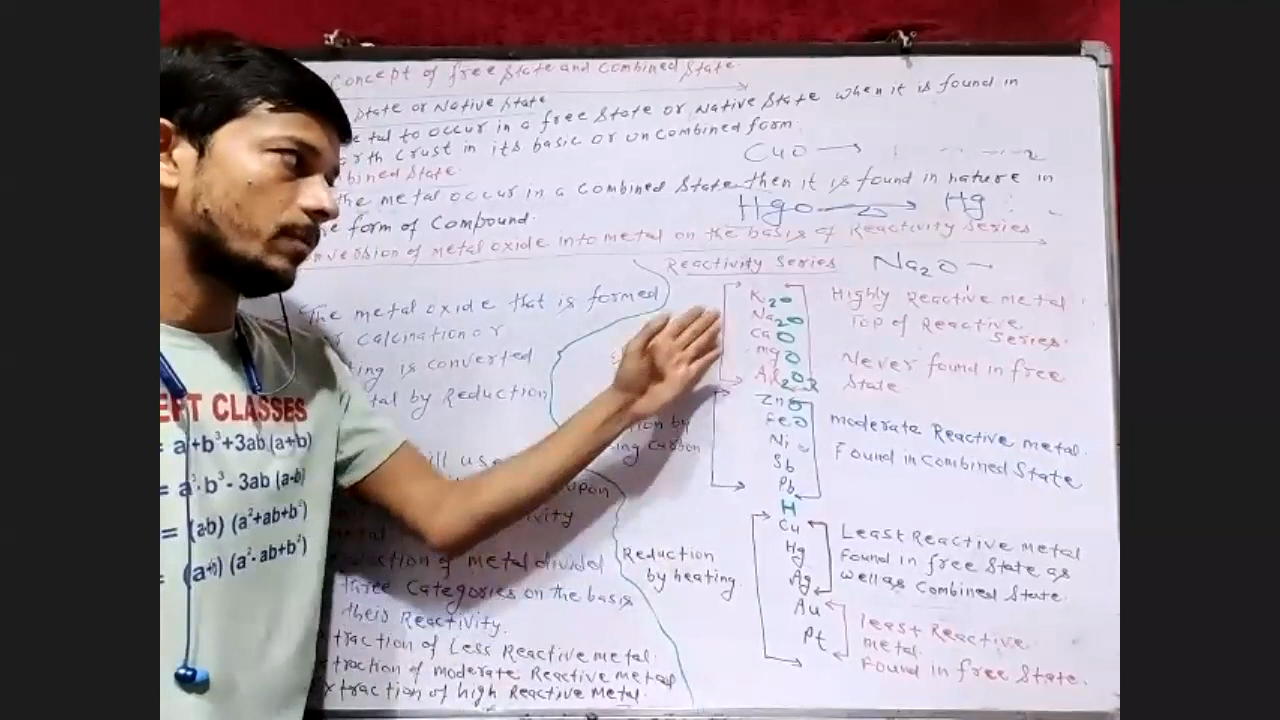 Concept of free State and Combined State.
State or Native State
etal to occur in a free State or Native State when it is found in
arth crust in its basic or uncombined form.
CuO →
mbined State.
the metal occur in a Combined State then it is found in nature in
HgO → Hg
form of Compound.
version of metal oxide into metal on the basis of Reactivity Series
Reactivity Series
Na2O
The metal oxide that is formed
r calcination or
ting is converted
tal by Reduction
ill use
upon
tivity
metal
uction of metal divided
three Categories on the basis
their Reactivity.
traction of Less Reactive metal.
traction of moderate Reactive metal
xtraction of high Reactive Metal.
tion by
ing Carbon
Reduction
by heating.
K2O
Na2O
CaO
mgO
Al2O3
ZnO
FeO
Ni
Sb
Pb
H
Cu
Hg
Ag
Au
Pt
Highly Reactive metal
Top of Reactive
Series.
Never found in free
State
moderate Reactive metal.
Found in Combined State
Least Reactive metal
Found in free State as
well as Combined State.
least Reactive
metal.
Found in free State.
EPT CLASSES
= a³+b³+3ab(a+b)
= a³-b³-3ab (a-b)
= (a-b) (a²+ab+b²)
= (a+b) (a²-ab+b²)